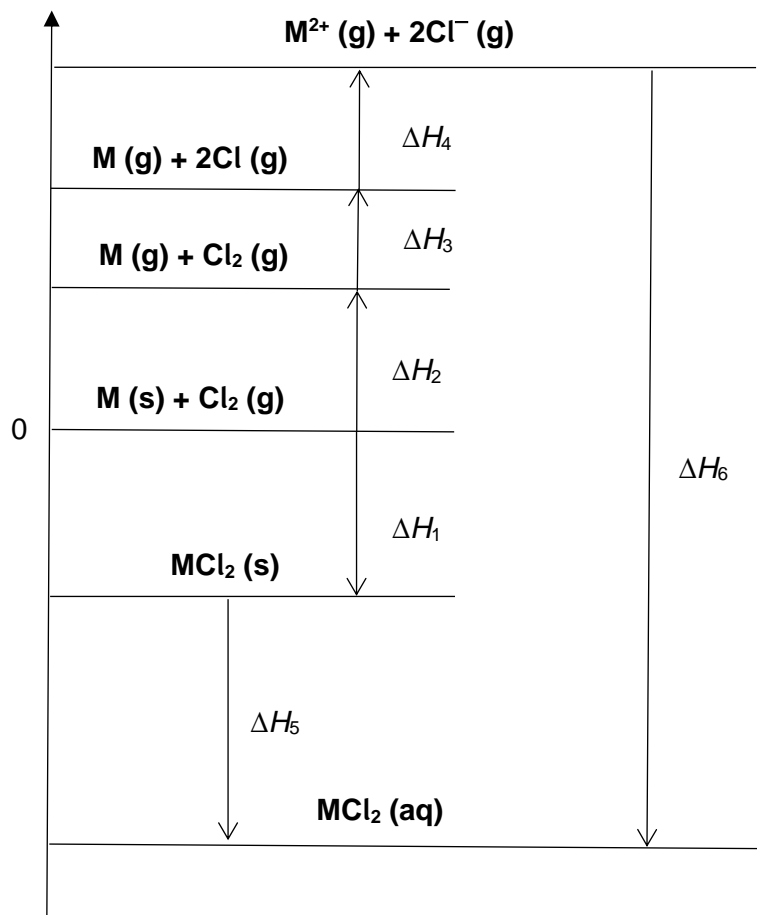 M²⁺ (g) + 2Cl⁻ (g)
ΔH₄
M (g) + 2Cl (g)
ΔH₃
M (g) + Cl₂ (g)
ΔH₂
M (s) + Cl₂ (g)
0
ΔH₆
ΔH₁
MCl₂ (s)
ΔH₅
MCl₂ (aq)